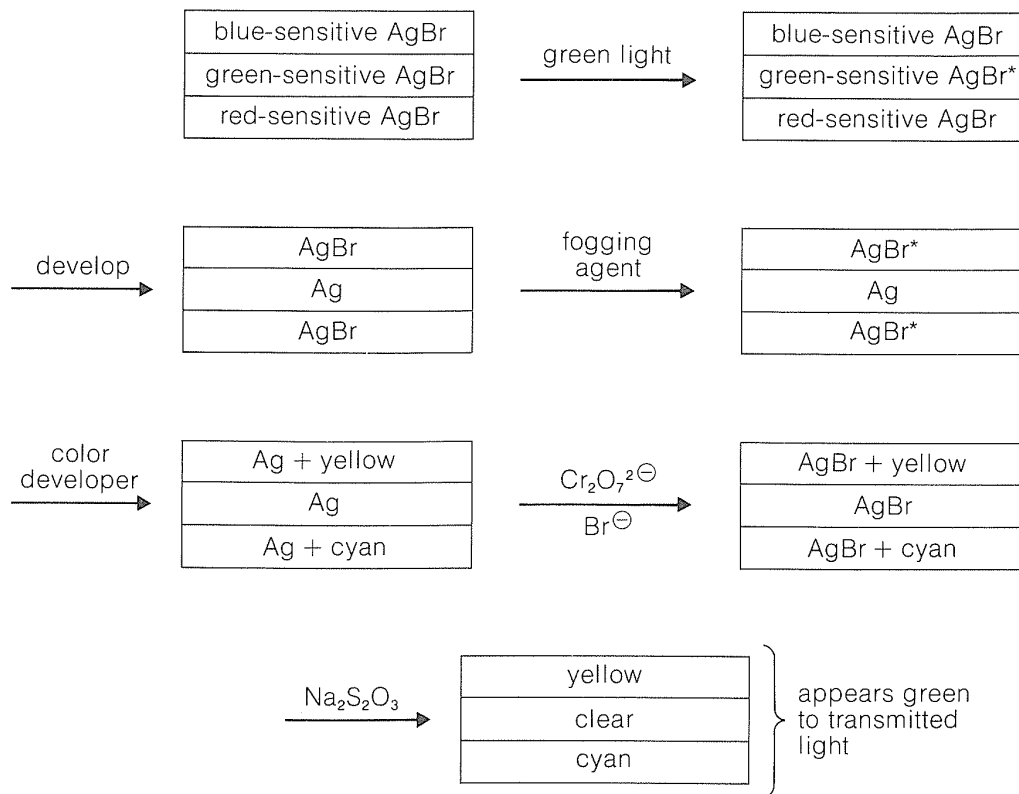 blue-sensitive AgBr
green-sensitive AgBr
red-sensitive AgBr
green light
blue-sensitive AgBr
green-sensitive AgBr*
red-sensitive AgBr
develop
AgBr
Ag
AgBr
fogging
agent
AgBr*
Ag
AgBr*
color
developer
Ag + yellow
Ag
Ag + cyan
Cr₂O₇²⊖
Br⊖
AgBr + yellow
AgBr
AgBr + cyan
Na₂S₂O₃
yellow
clear
cyan
appears green
to transmitted
light